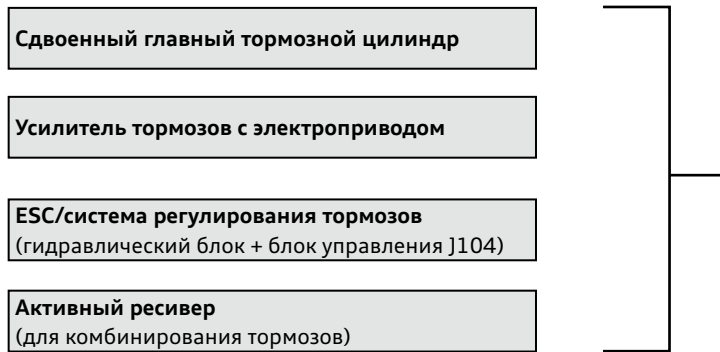 Сдвоенный главный тормозной цилиндр
Усилитель тормозов с электроприводом
ESC/система регулирования тормозов
(гидравлический блок + блок управления J104)
Активный ресивер
(для комбинирования тормозов)